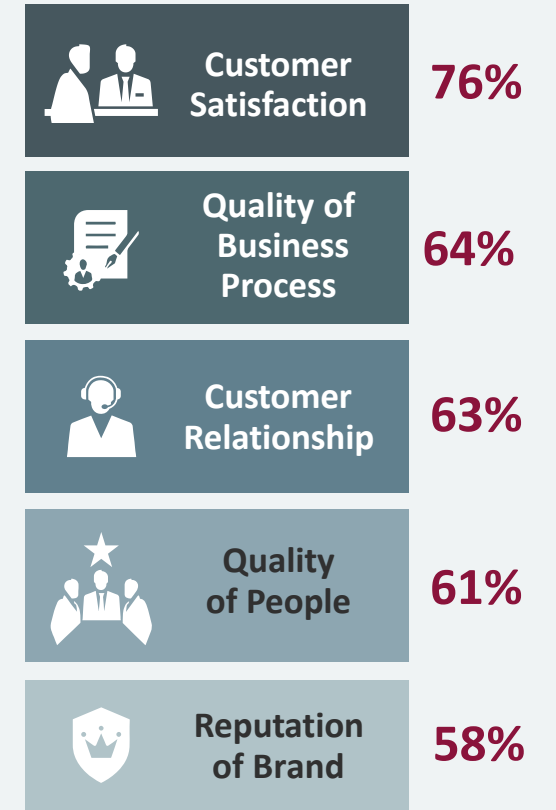 Customer
Satisfaction
76%
Quality of
Business
Process
64%
Customer
Relationship
63%
Quality
of People
61%
Reputation
of Brand
58%